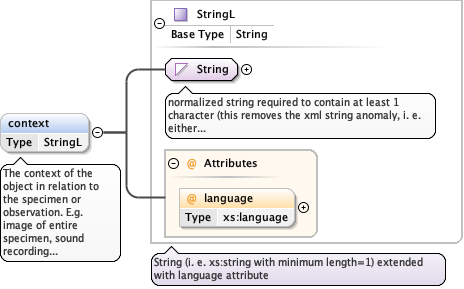 StringL
Base Type String
String
normalized string required to contain at least 1
character (this removes the xml string anomaly, i. e.
either...
context
Type StringL
The context of the
object in relation to
the specimen or
observation. E.g.
image of entire
specimen, sound
recording...
@ Attributes
@ language
Type xs:language
String (i. e. xs:string with minimum length=1) extended
with language attribute